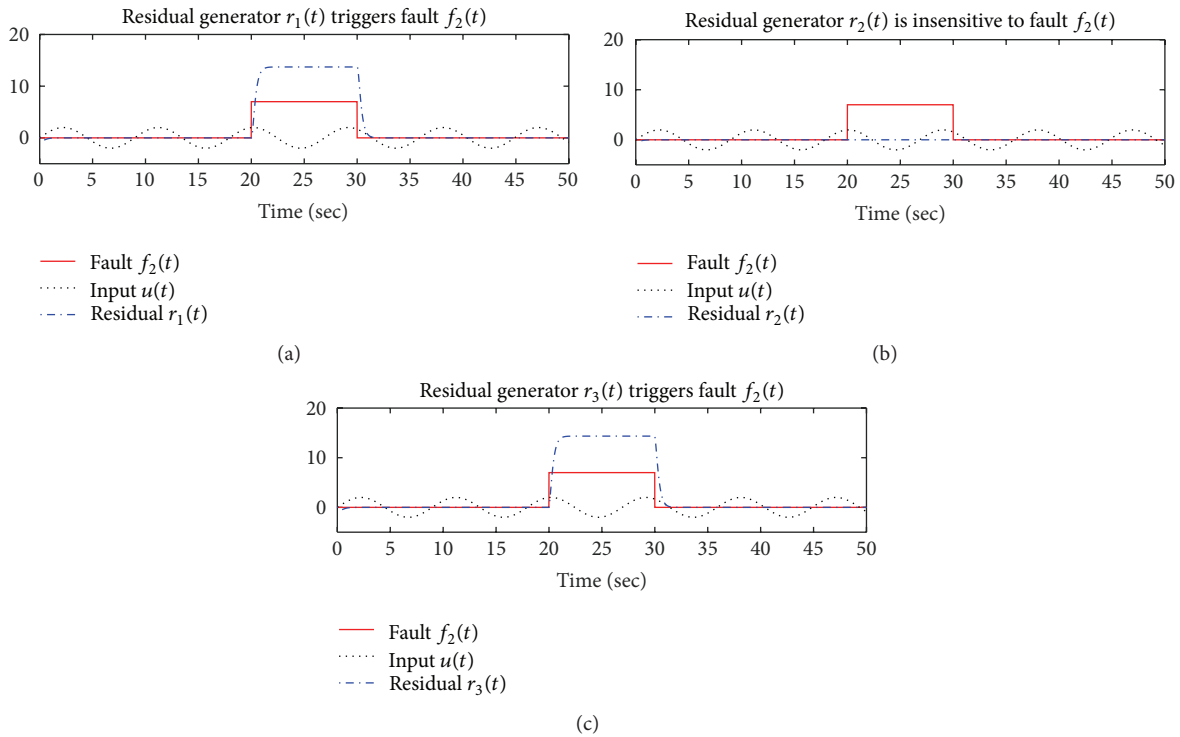 Residual generator r₁(t) triggers fault f₂(t)
20
10
0
0 5 10 15 20 25 30 35 40 45 50
Time (sec)
Fault f₂(t)
Input u(t)
Residual r₁(t)
(a)
Residual generator r₂(t) is insensitive to fault f₂(t)
20
10
0
0 5 10 15 20 25 30 35 40 45 50
Time (sec)
Fault f₂(t)
Input u(t)
Residual r₂(t)
(b)
Residual generator r₃(t) triggers fault f₂(t)
20
10
0
0 5 10 15 20 25 30 35 40 45 50
Time (sec)
Fault f₂(t)
Input u(t)
Residual r₃(t)
(c)